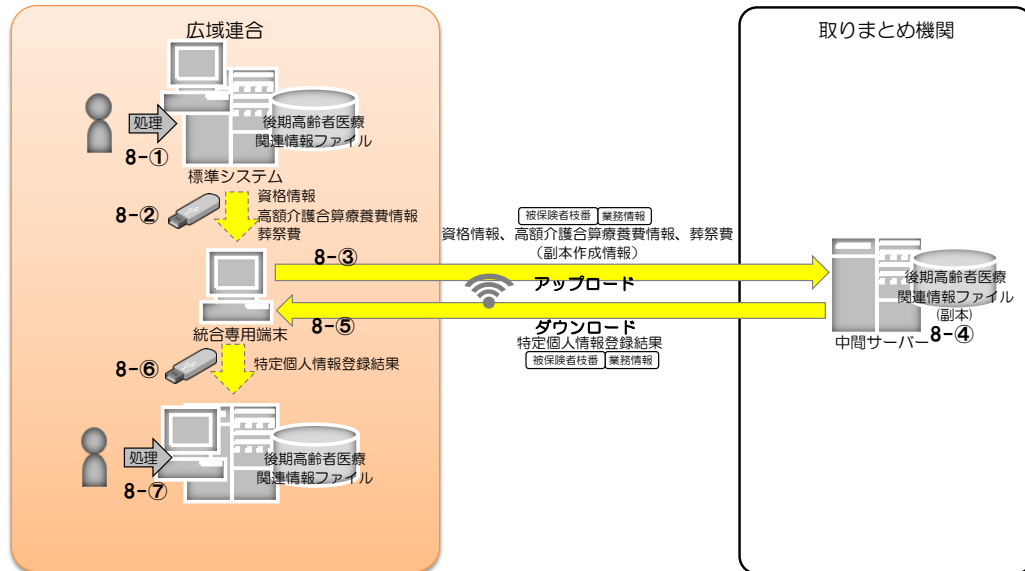 広域連合
取りまとめ機関
処理
8-①
後期高齢者医療
関連情報ファイル
標準システム
8-②
資格情報
高額介護合算療養費情報
葬祭費
被保険者枝番 業務情報
資格情報、高額介護合算療養費情報、葬祭費
（副本作成情報）
8-③
アップロード
統合専用端末
8-⑤
ダウンロード
特定個人情報登録結果
被保険者枝番 業務情報
後期高齢者医療
関連情報ファイル
(副本)
8-④
中間サーバー
8-⑥
特定個人情報登録結果
処理
8-⑦
後期高齢者医療
関連情報ファイル